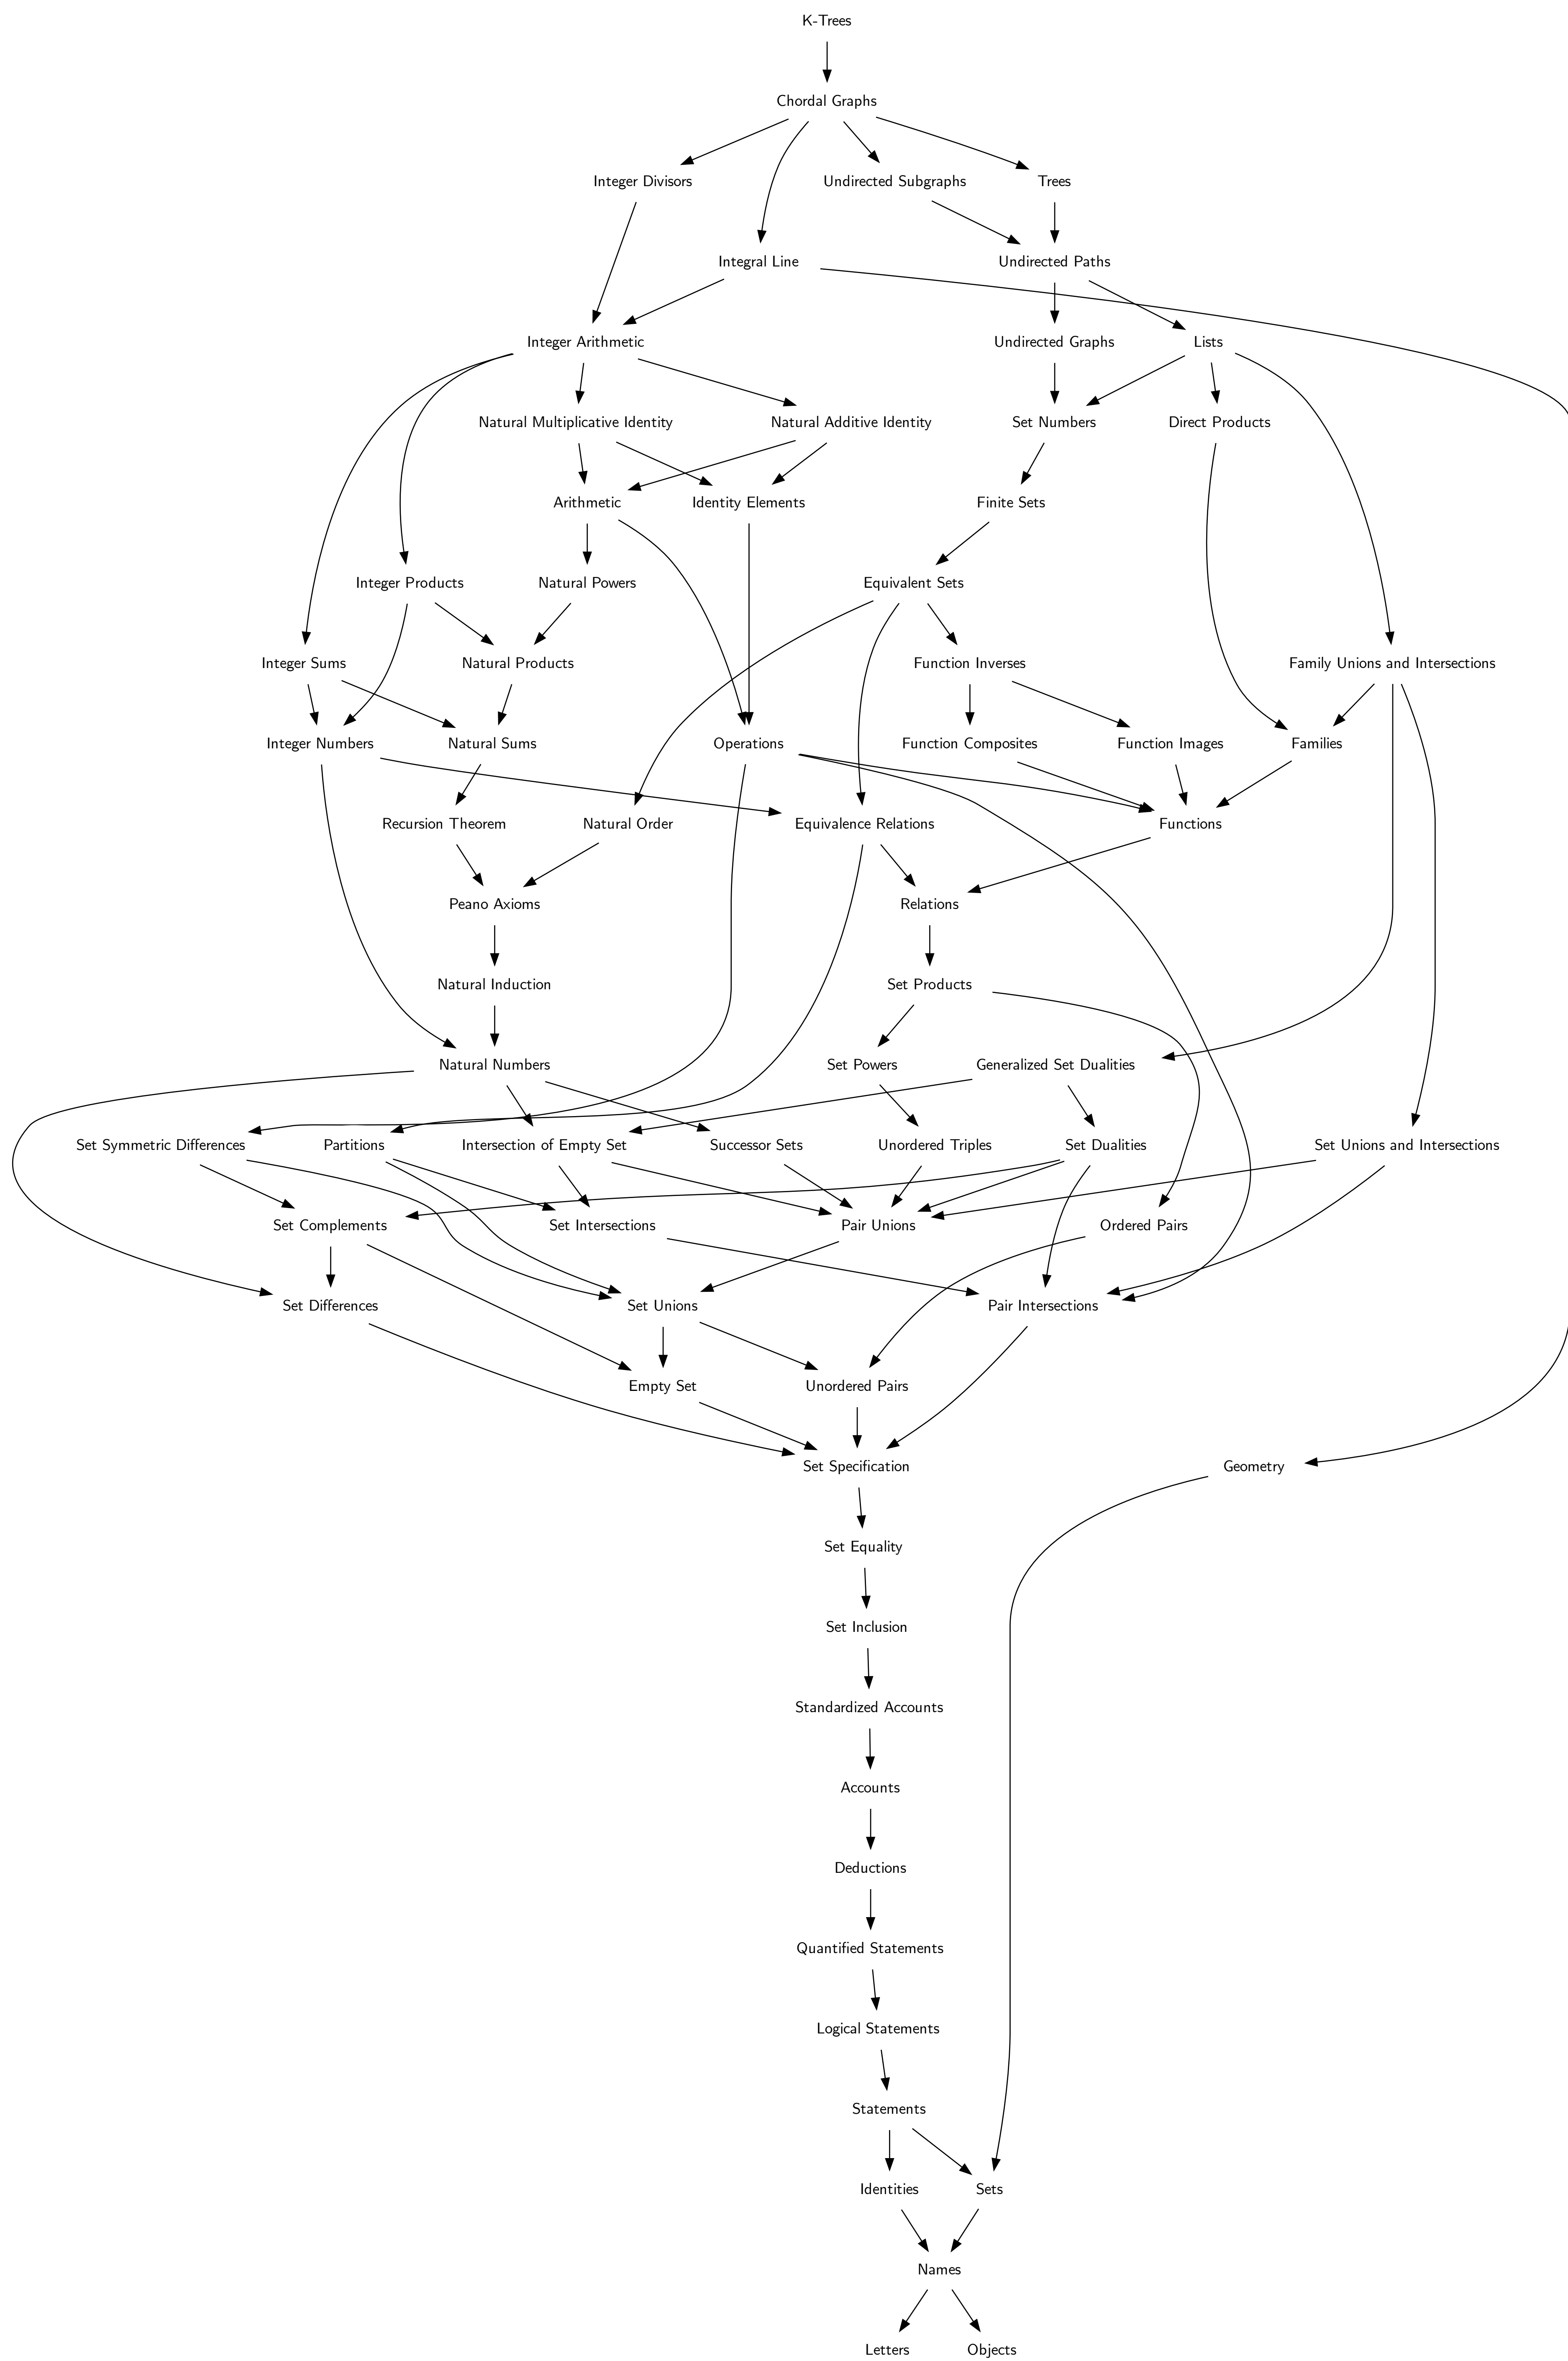 K-Trees
Chordal Graphs
Integer Divisors
Undirected Subgraphs
Trees
Integral Line
Undirected Paths
Integer Arithmetic
Undirected Graphs
Lists
Natural Multiplicative Identity
Natural Additive Identity
Set Numbers
Direct Products
Arithmetic
Identity Elements
Finite Sets
Integer Products
Natural Powers
Equivalent Sets
Integer Sums
Natural Products
Function Inverses
Family Unions and Intersections
Integer Numbers
Natural Sums
Operations
Function Composites
Function Images
Families
Recursion Theorem
Natural Order
Equivalence Relations
Functions
Peano Axioms
Relations
Natural Induction
Set Products
Natural Numbers
Set Powers
Generalized Set Dualities
Set Symmetric Differences
Partitions
Intersection of Empty Set
Successor Sets
Unordered Triples
Set Dualities
Set Unions and Intersections
Set Complements
Set Intersections
Pair Unions
Ordered Pairs
Set Differences
Set Unions
Pair Intersections
Empty Set
Unordered Pairs
Set Specification
Geometry
Set Equality
Set Inclusion
Standardized Accounts
Accounts
Deductions
Quantified Statements
Logical Statements
Statements
Identities
Sets
Names
Letters
Objects